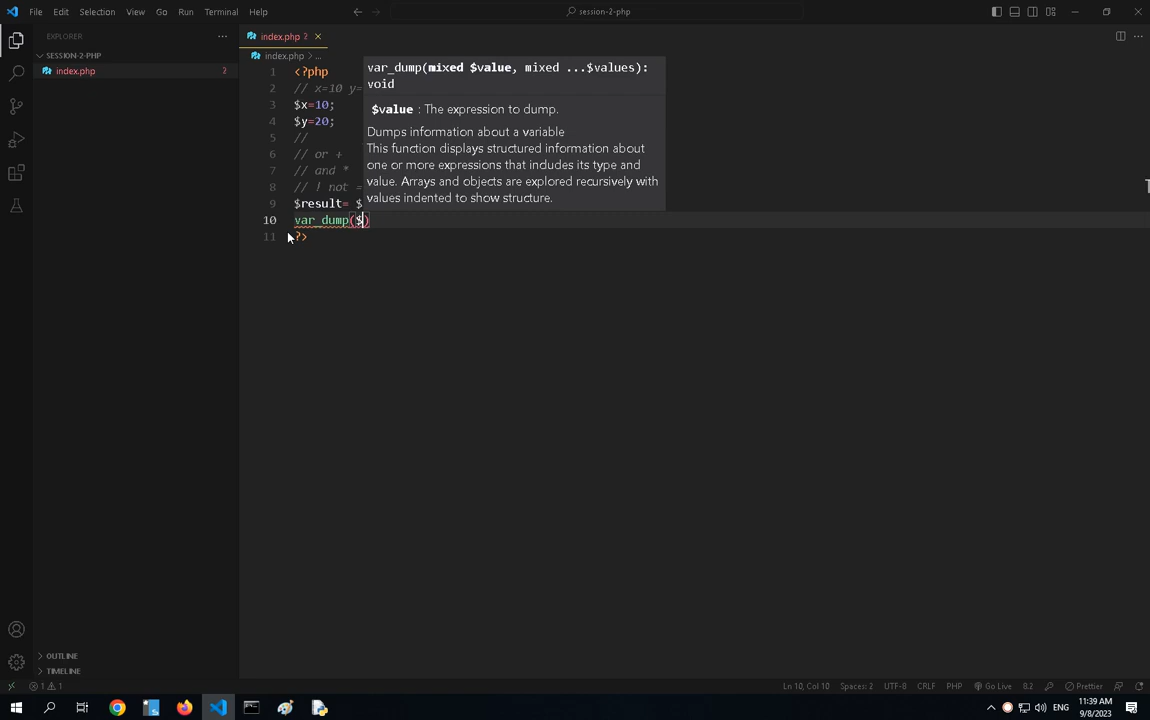 File Edit Selection View Go Run Terminal Help
session-2-php
EXPLORER
index.php 2
SESSION-2-PHP
index.php > ...
index.php 2
1 <?php
2 // x=10 y=
3 $x=10;
4 $y=20;
5 //
6 // or +
7 // and *
8 // ! not =
9 $result= $
10 var_dump($)
11 ?>
var_dump(mixed $value, mixed ...$values):
void
$value : The expression to dump.
Dumps information about a variable
This function displays structured information about
one or more expressions that includes its type and
value. Arrays and objects are explored recursively with
values indented to show structure.
OUTLINE
TIMELINE
1 1 Ln 10, Col 10 Spaces: 2 UTF-8 CRLF PHP Go Live 8.2 Prettier
ENG
11:39 AM
9/8/2023